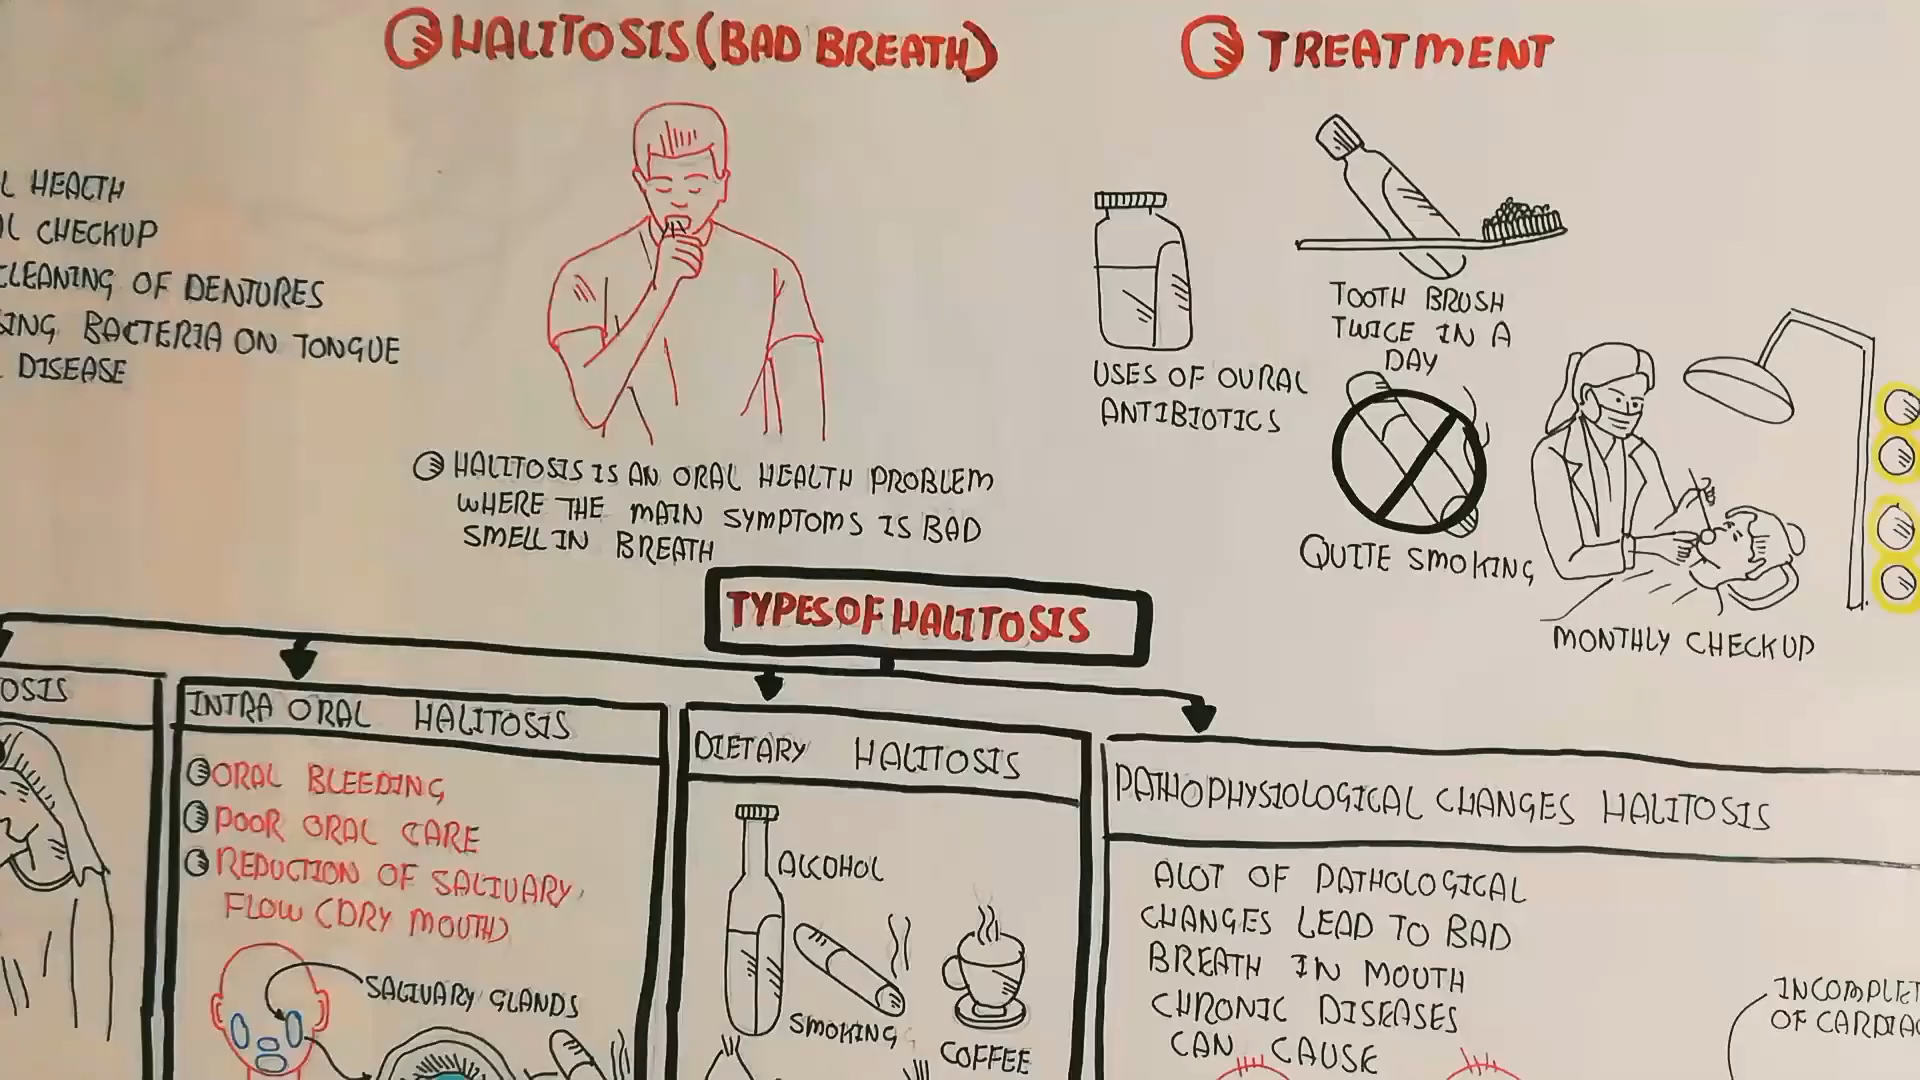 HALITOSIS (BAD BREATH)
TREATMENT
L HEALTH
AL CHECKUP
CLEANING OF DENTURES
SING BACTERIA ON TONGUE
L DISEASE
HALITOSIS IS AN ORAL HEALTH PROBLEM
WHERE THE MAIN SYMPTOMS IS BAD
SMELL IN BREATH
USES OF OURAL
ANTIBIOTICS
TOOTH BRUSH
TWICE IN A
DAY
QUITE SMOKING
MONTHLY CHECKUP
TYPES OF HALITOSIS
OSIS
INTRA ORAL HALITOSIS
ORAL BLEEDING
POOR ORAL CARE
REDUCTION OF SALIVARY
FLOW (DRY MOUTH)
SALIVARY GLANDS
DIETARY HALITOSIS
ALCOHOL
SMOKING
COFFEE
PATHOPHYSIOLOGICAL CHANGES HALITOSIS
ALOT OF PATHOLOGICAL
CHANGES LEAD TO BAD
BREATH IN MOUTH
CHRONIC DISEASES
CAN CAUSE
INCOMPLET
OF CARDIAC